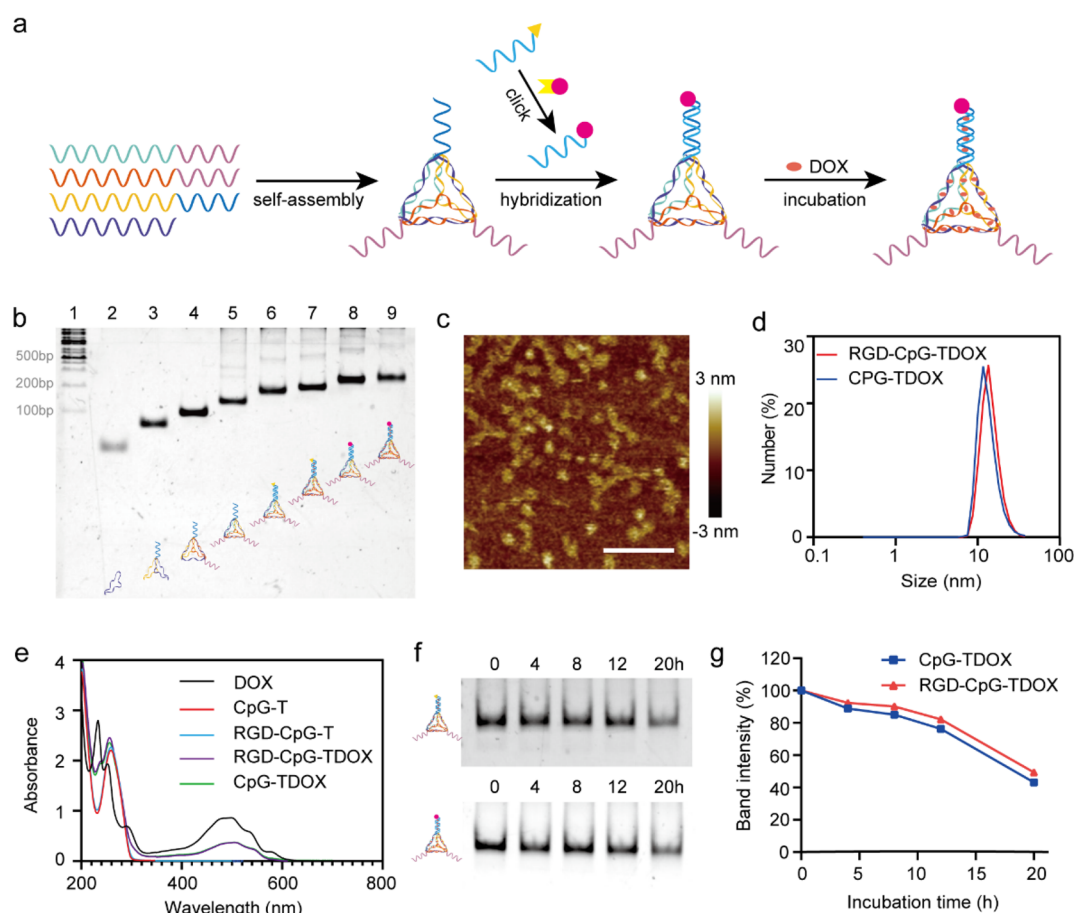 a
click
self-assembly
hybridization
DOX
incubation
b
1 2 3 4 5 6 7 8 9
500bp
200bp
100bp
c
3 nm
-3 nm
d
30
20
10
0
Number (%)
RGD-CpG-TDOX
CPG-TDOX
0.1 1 10 100
Size (nm)
e
4
3
2
1
0
Absorbance
DOX
CpG-T
RGD-CpG-T
RGD-CpG-TDOX
CpG-TDOX
200 400 600 800
Wavelength (nm)
f
0 4 8 12 20h
0 4 8 12 20h
g
120
100
80
60
40
20
0
Band intensity (%)
CpG-TDOX
RGD-CpG-TDOX
0 5 10 15 20
Incubation time (h)